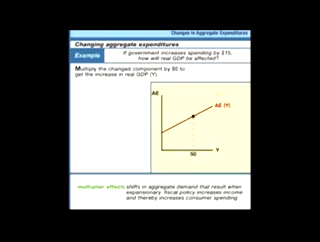 Changes in Aggregate Expenditures
Changing aggregate expenditures
Example
If government increases spending by $15,
how will real GDP be affected?
Multiply the changed component by $5 to
get the increase in real GDP (Y)
AE
AE (Y)
50
Y
multiplier effects shifts in aggregate demand that result when
expansionary fiscal policy increases income
and thereby increases consumer spending